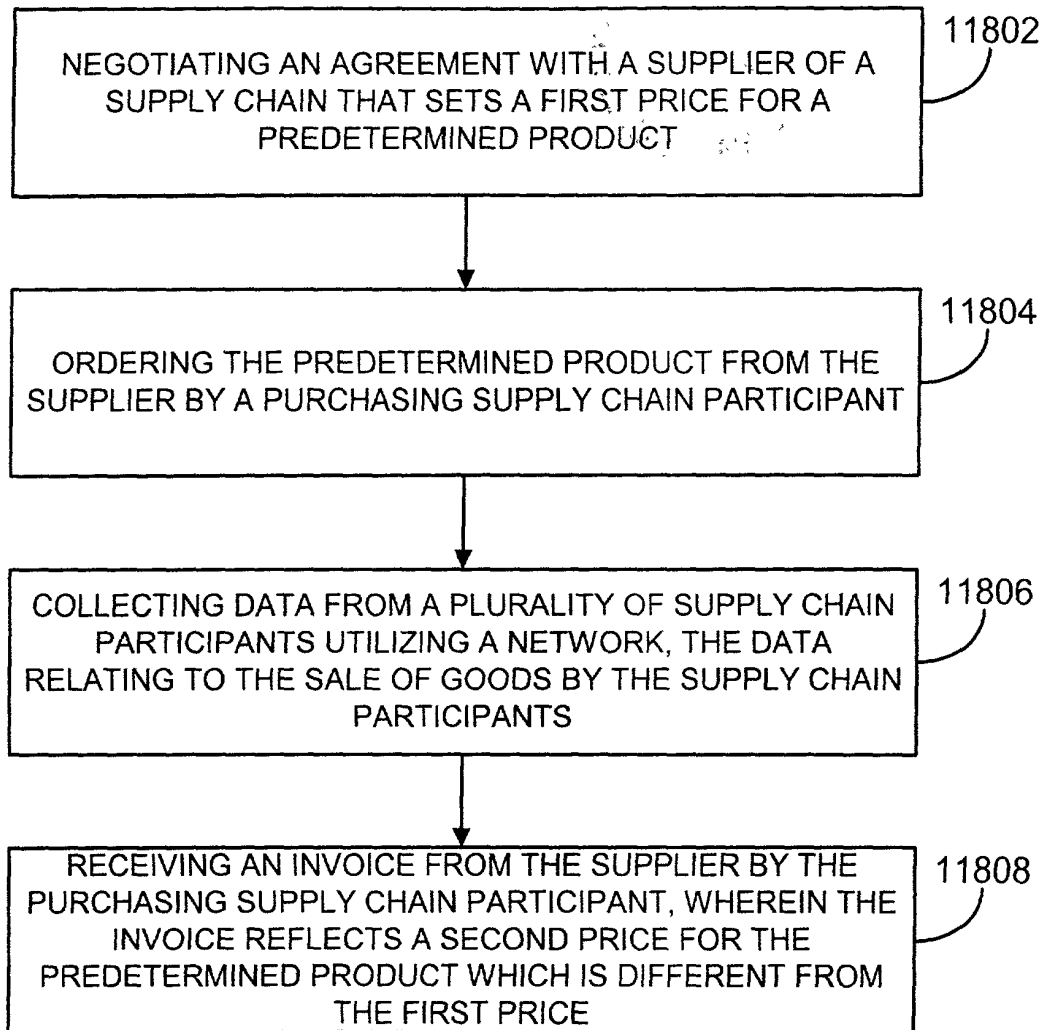 11802
NEGOTIATING AN AGREEMENT WITH A SUPPLIER OF A
SUPPLY CHAIN THAT SETS A FIRST PRICE FOR A
PREDETERMINED PRODUCT
11804
ORDERING THE PREDETERMINED PRODUCT FROM THE
SUPPLIER BY A PURCHASING SUPPLY CHAIN PARTICIPANT
11806
COLLECTING DATA FROM A PLURALITY OF SUPPLY CHAIN
PARTICIPANTS UTILIZING A NETWORK, THE DATA
RELATING TO THE SALE OF GOODS BY THE SUPPLY CHAIN
PARTICIPANTS
11808
RECEIVING AN INVOICE FROM THE SUPPLIER BY THE
PURCHASING SUPPLY CHAIN PARTICIPANT, WHEREIN THE
INVOICE REFLECTS A SECOND PRICE FOR THE
PREDETERMINED PRODUCT WHICH IS DIFFERENT FROM
THE FIRST PRICE